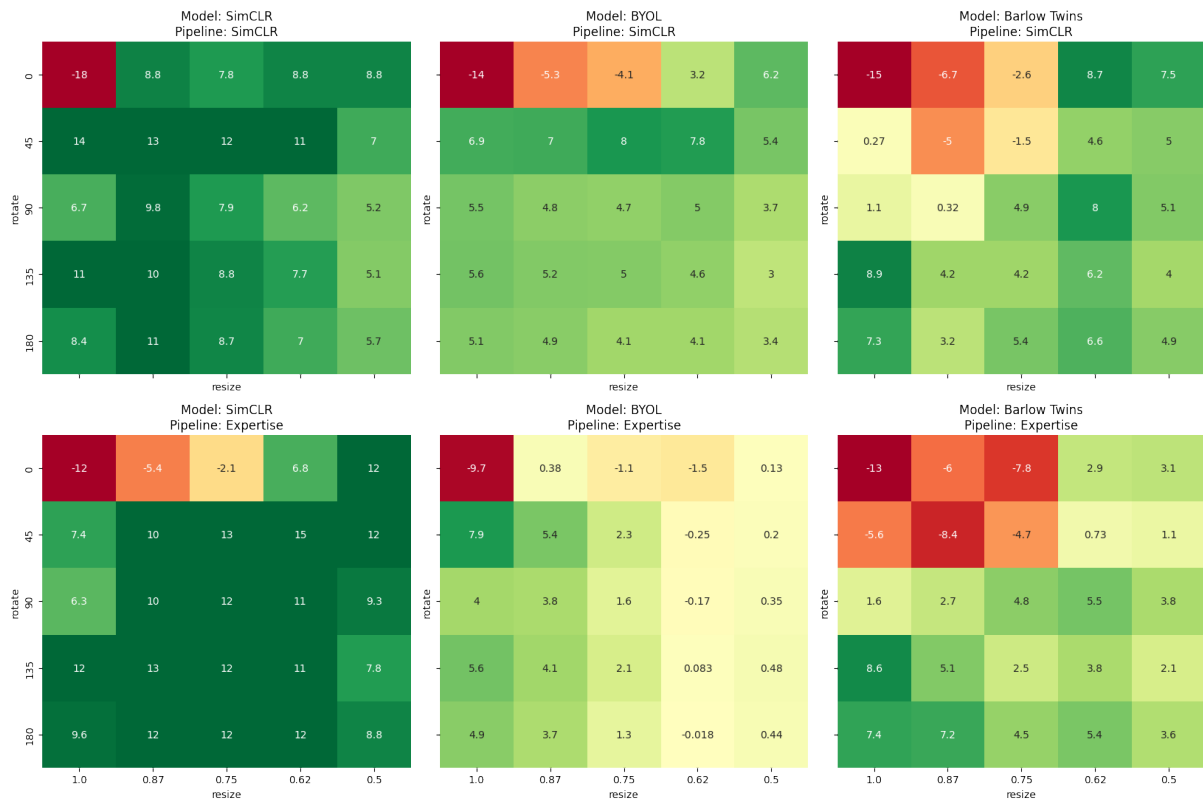 Model: SimCLR
Pipeline: SimCLR
Model: BYOL
Pipeline: SimCLR
Model: Barlow Twins
Pipeline: SimCLR
0 -18 8.8 7.8 8.8 8.8 -14 -5.3 -4.1 3.2 6.2 -15 -6.7 -2.6 8.7 7.5
45 14 13 12 11 7 6.9 7 8 7.8 5.4 0.27 -5 -1.5 4.6 5
rotate rotate rotate
90 6.7 9.8 7.9 6.2 5.2 5.5 4.8 4.7 5 3.7 1.1 0.32 4.9 8 5.1
135 11 10 8.8 7.7 5.1 5.6 5.2 5 4.6 3 8.9 4.2 4.2 6.2 4
180 8.4 11 8.7 7 5.7 5.1 4.9 4.1 4.1 3.4 7.3 3.2 5.4 6.6 4.9
resize resize resize
Model: SimCLR
Pipeline: Expertise
Model: BYOL
Pipeline: Expertise
Model: Barlow Twins
Pipeline: Expertise
0 -12 -5.4 -2.1 6.8 12 -9.7 0.38 -1.1 -1.5 0.13 -13 -6 -7.8 2.9 3.1
45 7.4 10 13 15 12 7.9 5.4 2.3 -0.25 0.2 -5.6 -8.4 -4.7 0.73 1.1
rotate rotate rotate
90 6.3 10 12 11 9.3 4 3.8 1.6 -0.17 0.35 1.6 2.7 4.8 5.5 3.8
135 12 13 12 11 7.8 5.6 4.1 2.1 0.083 0.48 8.6 5.1 2.5 3.8 2.1
180 9.6 12 12 12 8.8 4.9 3.7 1.3 -0.018 0.44 7.4 7.2 4.5 5.4 3.6
1.0 0.87 0.75 0.62 0.5 1.0 0.87 0.75 0.62 0.5 1.0 0.87 0.75 0.62 0.5
resize resize resize